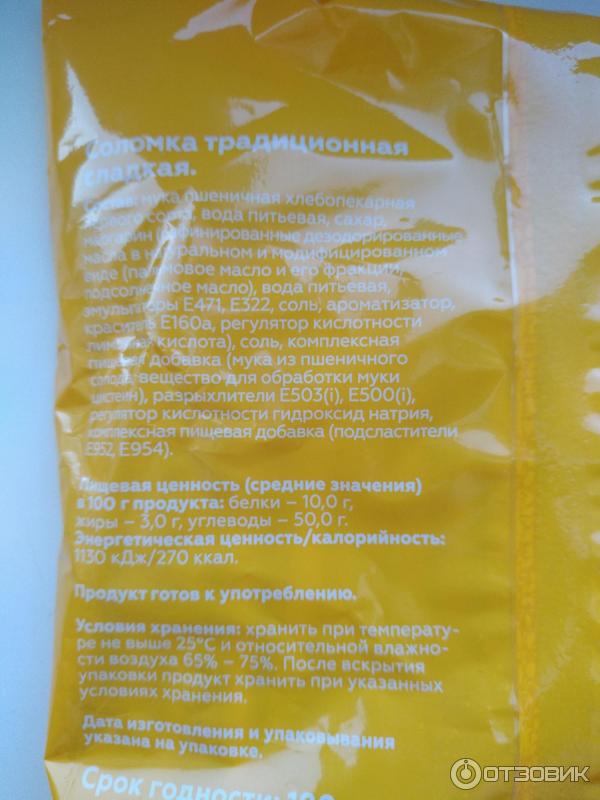 Соломка традиционная
сладкая.
Состав: мука пшеничная хлебопекарная
первого сорта, вода питьевая, сахар,
маргарин (рафинированные дезодорированные
масла в натуральном и модифицированном
виде (пальмовое масло и его фракции,
подсолнечное масло), вода питьевая,
эмульгаторы Е471, Е322, соль, ароматизатор,
краситель Е160а, регулятор кислотности
лимонная кислота), соль, комплексная
пищевая добавка (мука из пшеничного
солода, вещество для обработки муки
цистеин), разрыхлители Е503(i), Е500(i),
регулятор кислотности гидроксид натрия,
комплексная пищевая добавка (подсластители
Е952, Е954).
Пищевая ценность (средние значения)
в 100 г продукта: белки – 10,0 г,
жиры – 3,0 г, углеводы – 50,0 г.
Энергетическая ценность/калорийность:
1130 кДж/270 ккал.
Продукт готов к употреблению.
Условия хранения: хранить при температу-
ре не выше 25°С и относительной влажно-
сти воздуха 65% – 75%. После вскрытия
упаковки продукт хранить при указанных
условиях хранения.
Дата изготовления и упаковывания
указана на упаковке.
Срок годности:
ОТЗОВИК